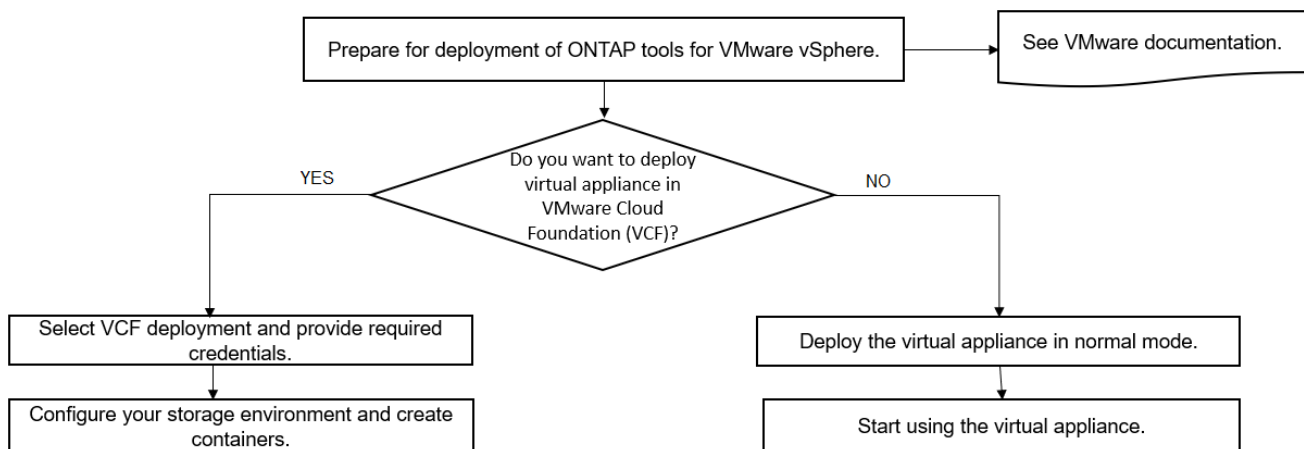 Prepare for deployment of ONTAP tools for VMware vSphere.
See VMware documentation.
Do you want to deploy
virtual appliance in
VMware Cloud
Foundation (VCF)?
YES
NO
Select VCF deployment and provide required
credentials.
Deploy the virtual appliance in normal mode.
Configure your storage environment and create
containers.
Start using the virtual appliance.